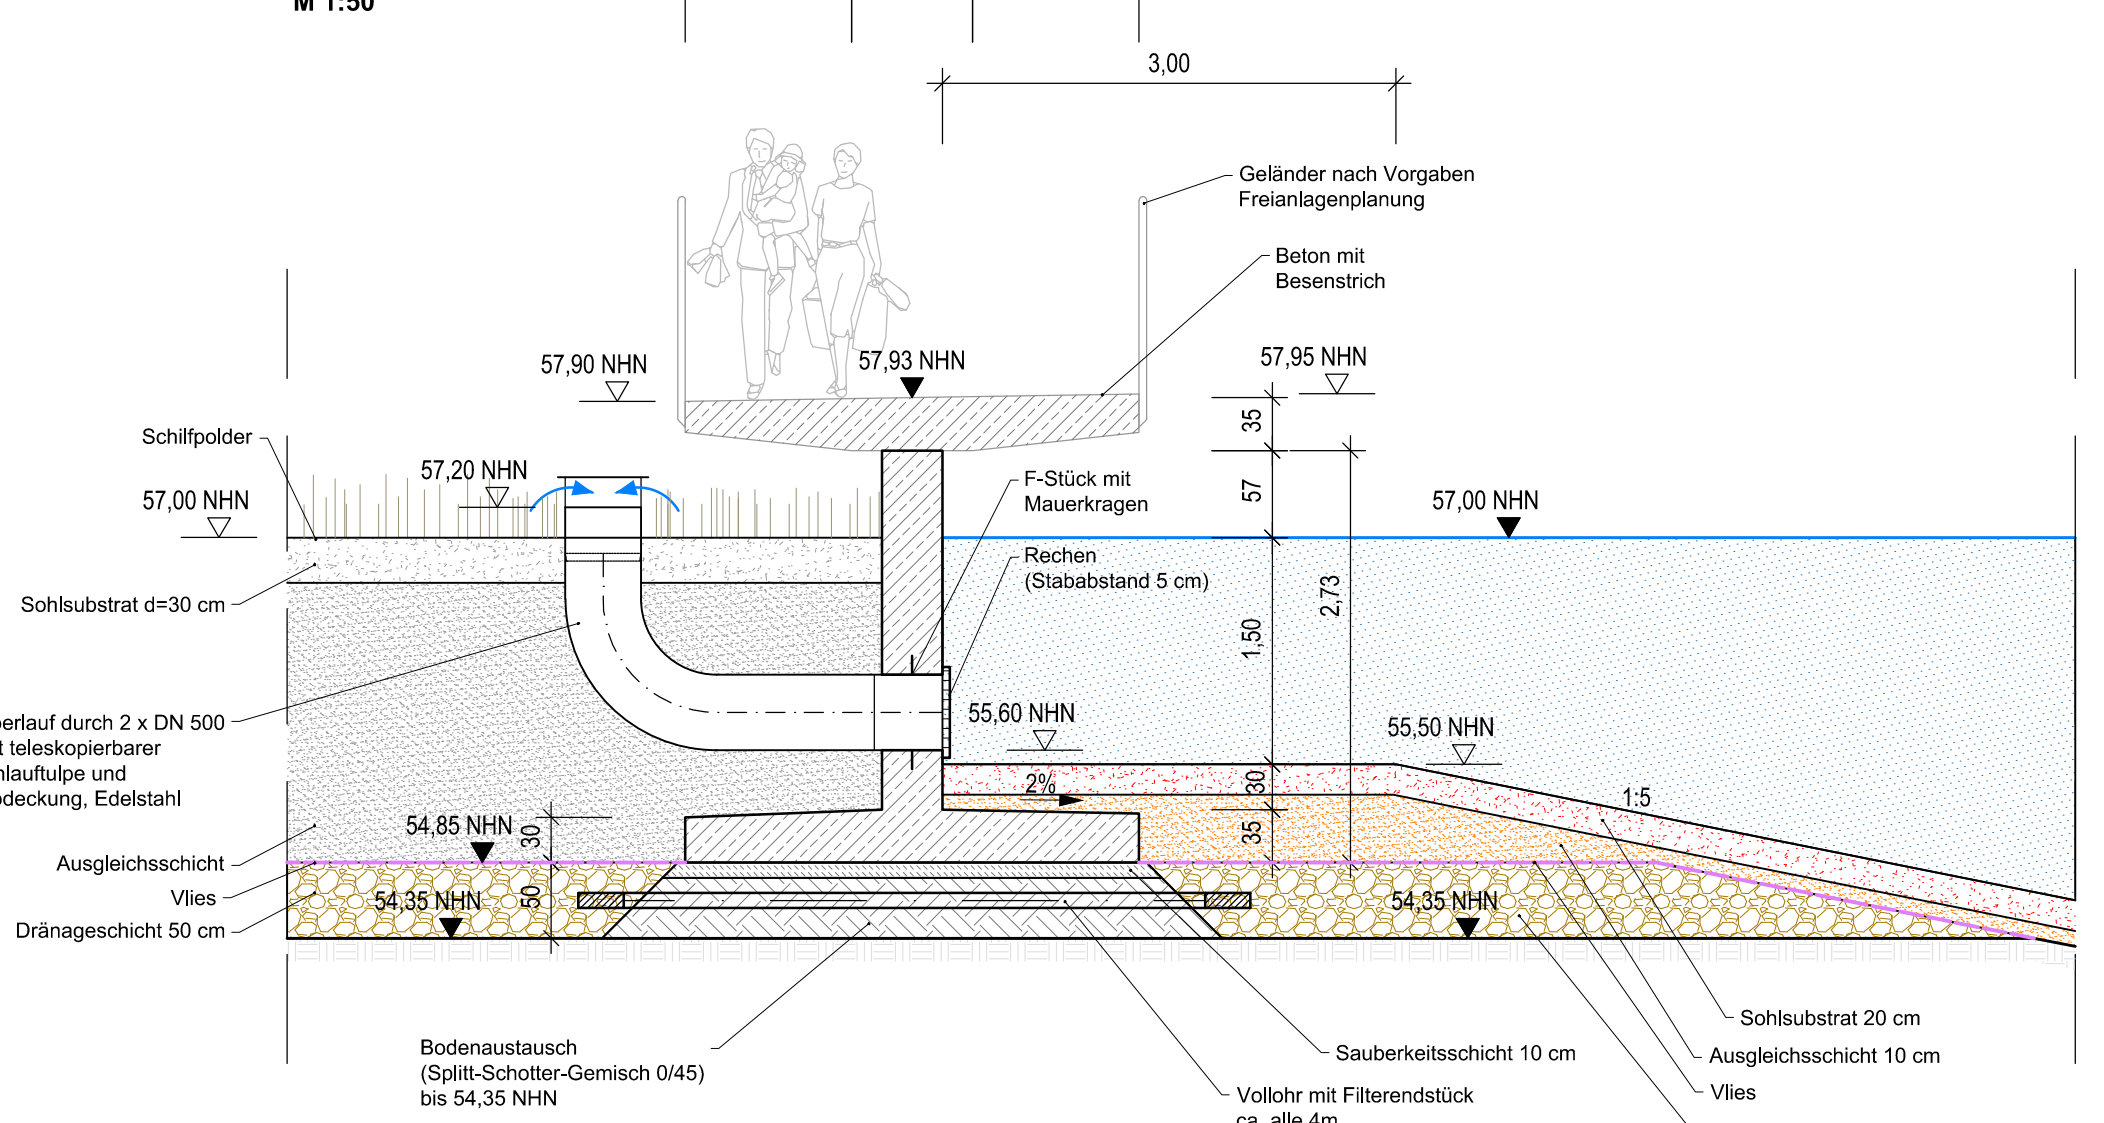 M 1:50
3,00
Geländer nach Vorgaben
Freianlagenplanung
Beton mit
Besenstrich
57,90 NHN
57,93 NHN
57,95 NHN
35
Schilfpolder
57,20 NHN
57,00 NHN
F-Stück mit
Mauerkragen
57
57,00 NHN
Rechen
(Stababstand 5 cm)
2,73
1,50
Sohlsubstrat d=30 cm
berlauf durch 2 x DN 500
t teleskopierbarer
nlauftulpe und
bdeckung, Edelstahl
55,60 NHN
55,50 NHN
2%
30
1:5
54,85 NHN
30
35
Ausgleichsschicht
Vlies
Dränageschicht 50 cm
54,35 NHN
50
54,35 NHN
Bodenaustausch
(Splitt-Schotter-Gemisch 0/45)
bis 54,35 NHN
Sohlsubstrat 20 cm
Sauberkeitsschicht 10 cm
Ausgleichsschicht 10 cm
Vlies
Vollohr mit Filterendstück
ca. alle 4m